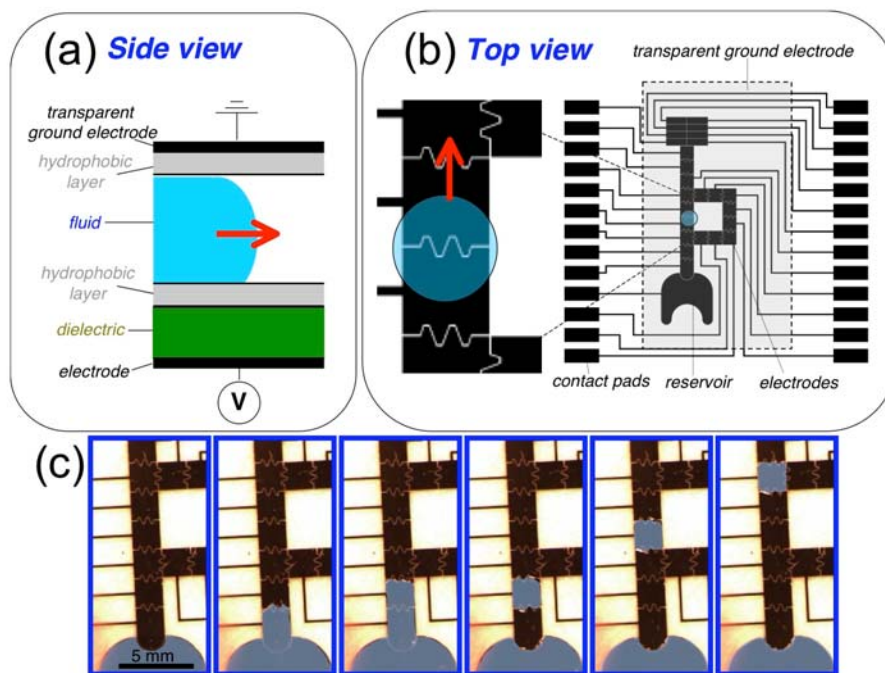 (a) Side view
transparent
ground electrode
hydrophobic
layer
fluid
hydrophobic
layer
dielectric
electrode
V
(b) Top view
transparent ground electrode
contact pads
reservoir
electrodes
(c)
5 mm